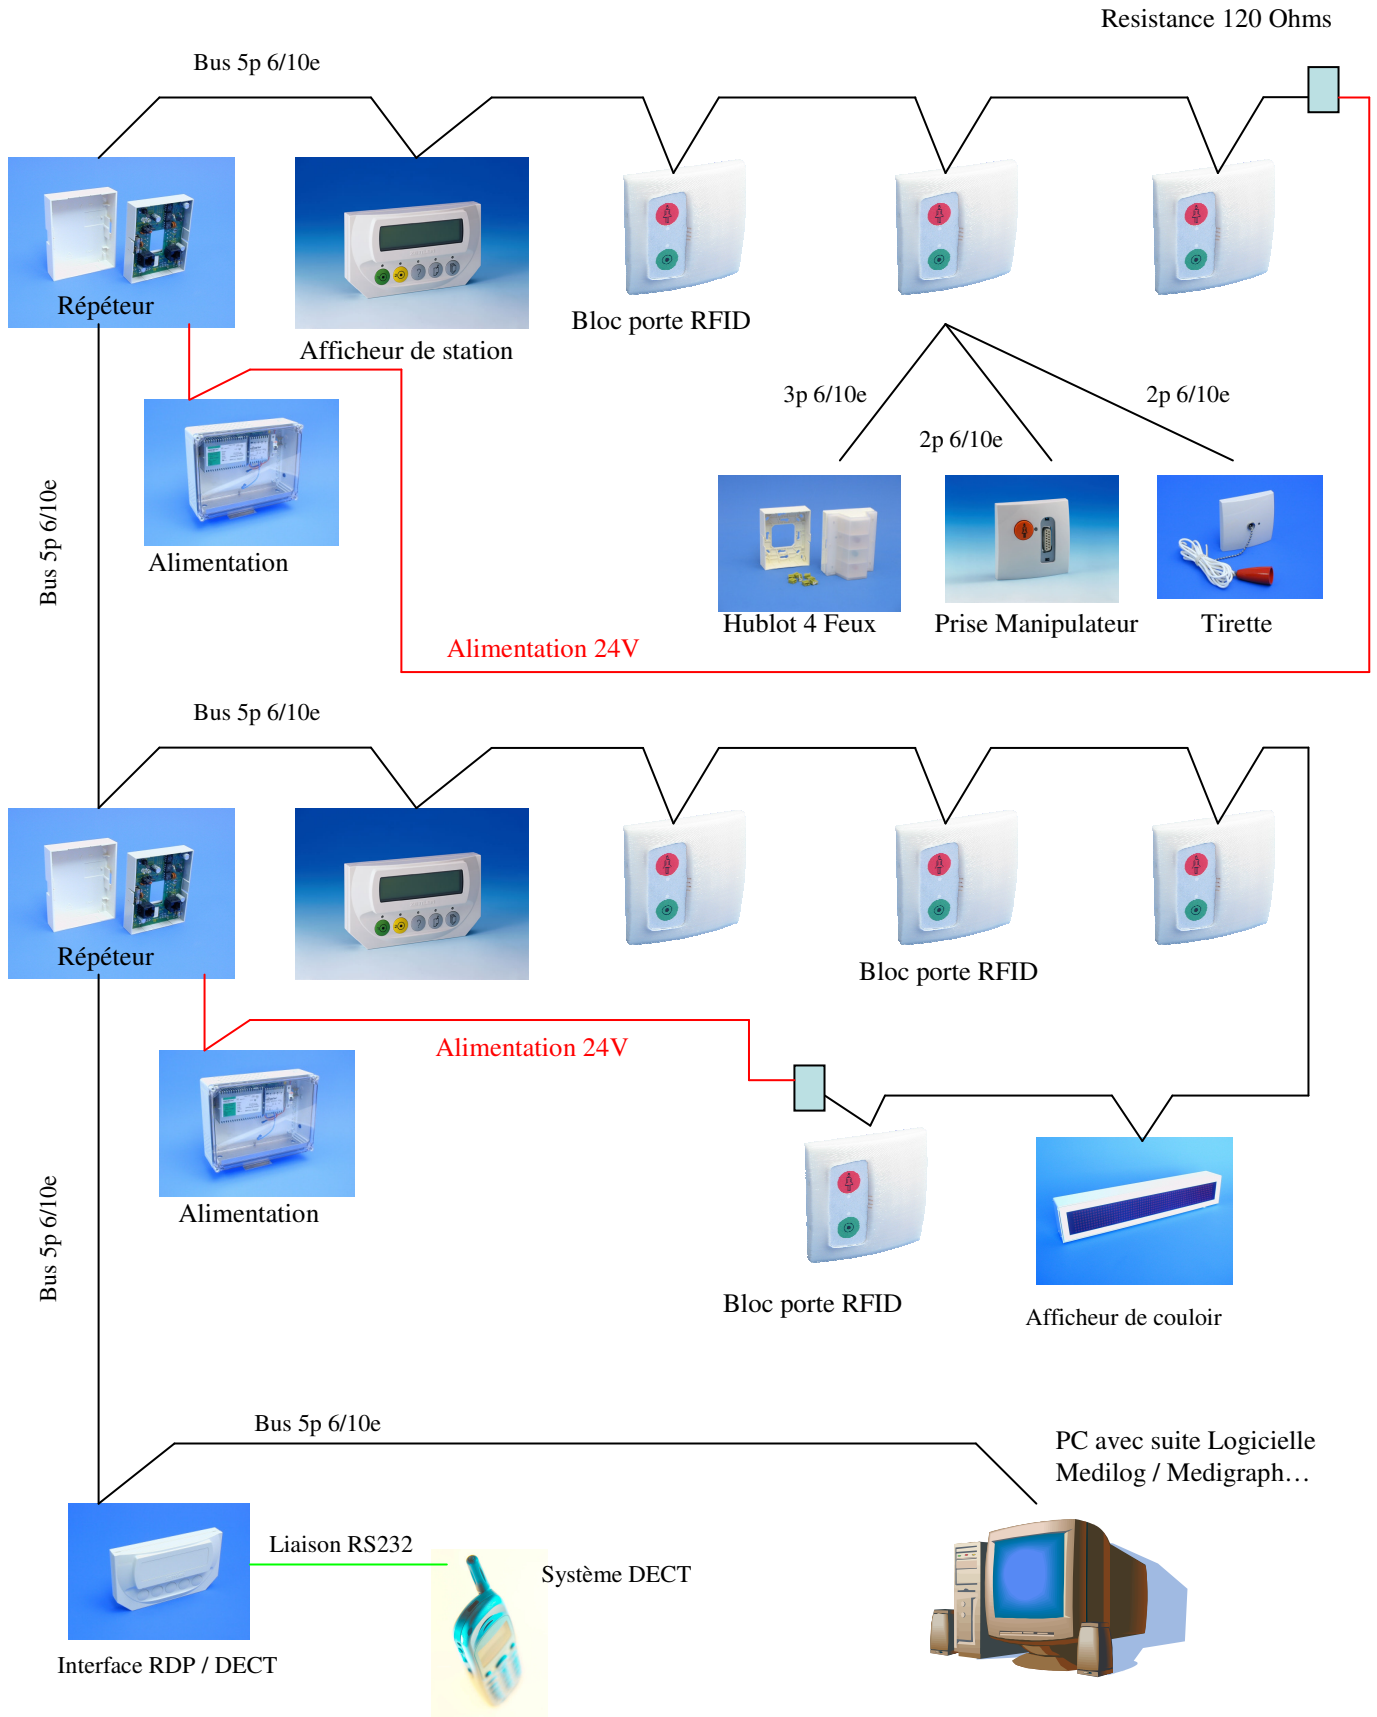 Resistance 120 Ohms
Bus 5p 6/10e
Répéteur
Bloc porte RFID
Afficheur de station
3p 6/10e
2p 6/10e
2p 6/10e
Bus 5p 6/10e
Alimentation
Hublot 4 Feux
Prise Manipulateur
Tirette
Alimentation 24V
Bus 5p 6/10e
Répéteur
Bloc porte RFID
Alimentation 24V
Bus 5p 6/10e
Alimentation
Bloc porte RFID
Afficheur de couloir
Bus 5p 6/10e
PC avec suite Logicielle
Medilog / Medigraph…
Liaison RS232
Système DECT
Interface RDP / DECT